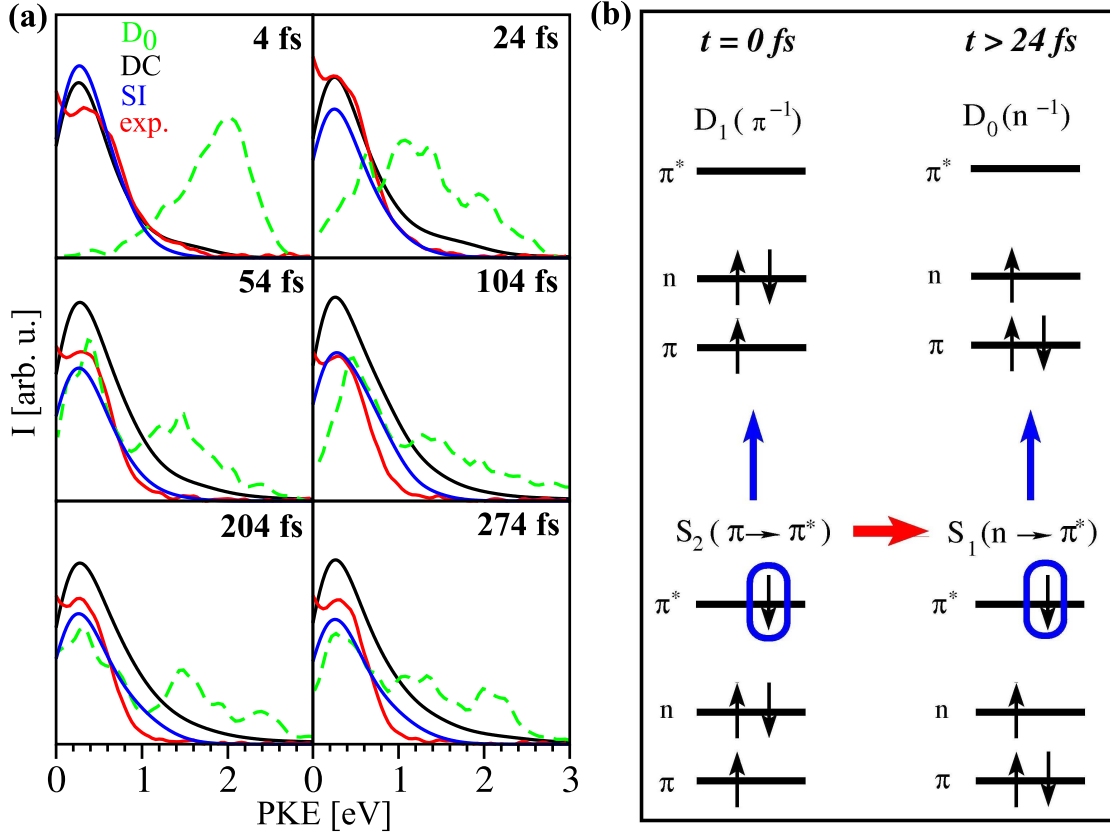 (a)
D₀
DC
SI
exp.
4 fs
24 fs
54 fs
104 fs
204 fs
274 fs
I [arb. u.]
0 1 2 0 1 2 3
PKE [eV]
(b)
t = 0 fs
t > 24 fs
D₁ ( π⁻¹)
D₀ (n⁻¹)
π*
π*
n
n
π
π
S₂ ( π → π*)
S₁(n → π*)
π*
π*
n
n
π
π